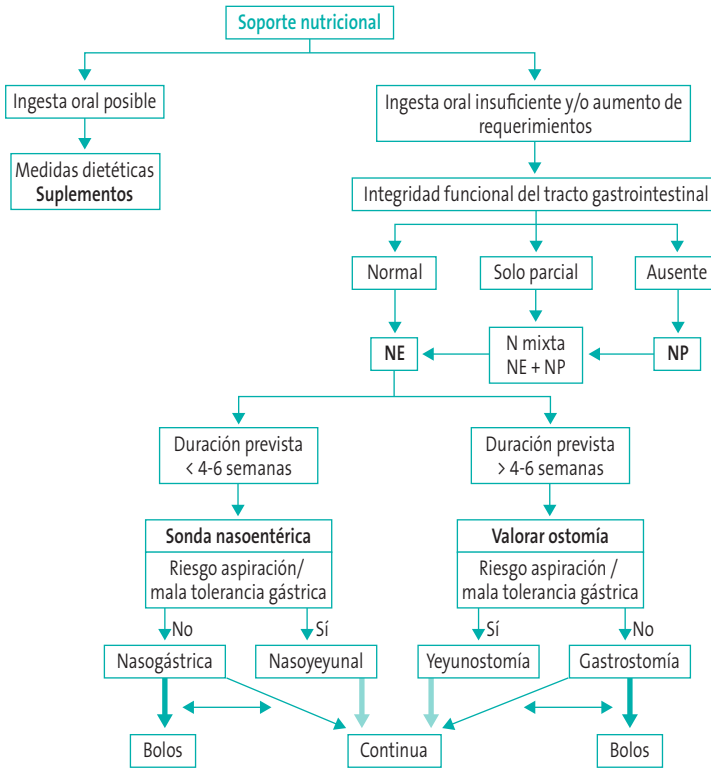 Soporte nutricional
Ingesta oral posible
Ingesta oral insuficiente y/o aumento de
requerimientos
Medidas dietéticas
Suplementos
Integridad funcional del tracto gastrointestinal
Normal
Solo parcial
Ausente
NE
N mixta
NE + NP
NP
Duración prevista
< 4-6 semanas
Duración prevista
> 4-6 semanas
Sonda nasoentérica
Riesgo aspiración/
mala tolerancia gástrica
Valorar ostomía
Riesgo aspiración /
mala tolerancia gástrica
No
Sí
Sí
No
Nasogástrica
Nasoyeyunal
Yeyunostomía
Gastrostomía
Bolos
Continua
Bolos